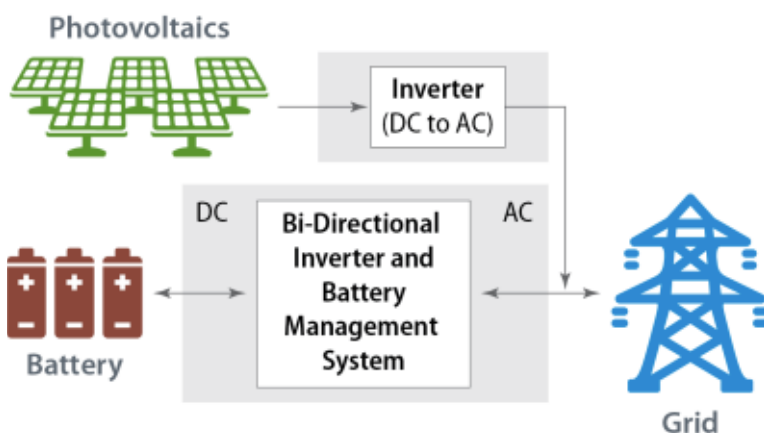 Photovoltaics
Inverter
(DC to AC)
DC
AC
Bi-Directional
Inverter and
Battery
Management
System
Battery
Grid